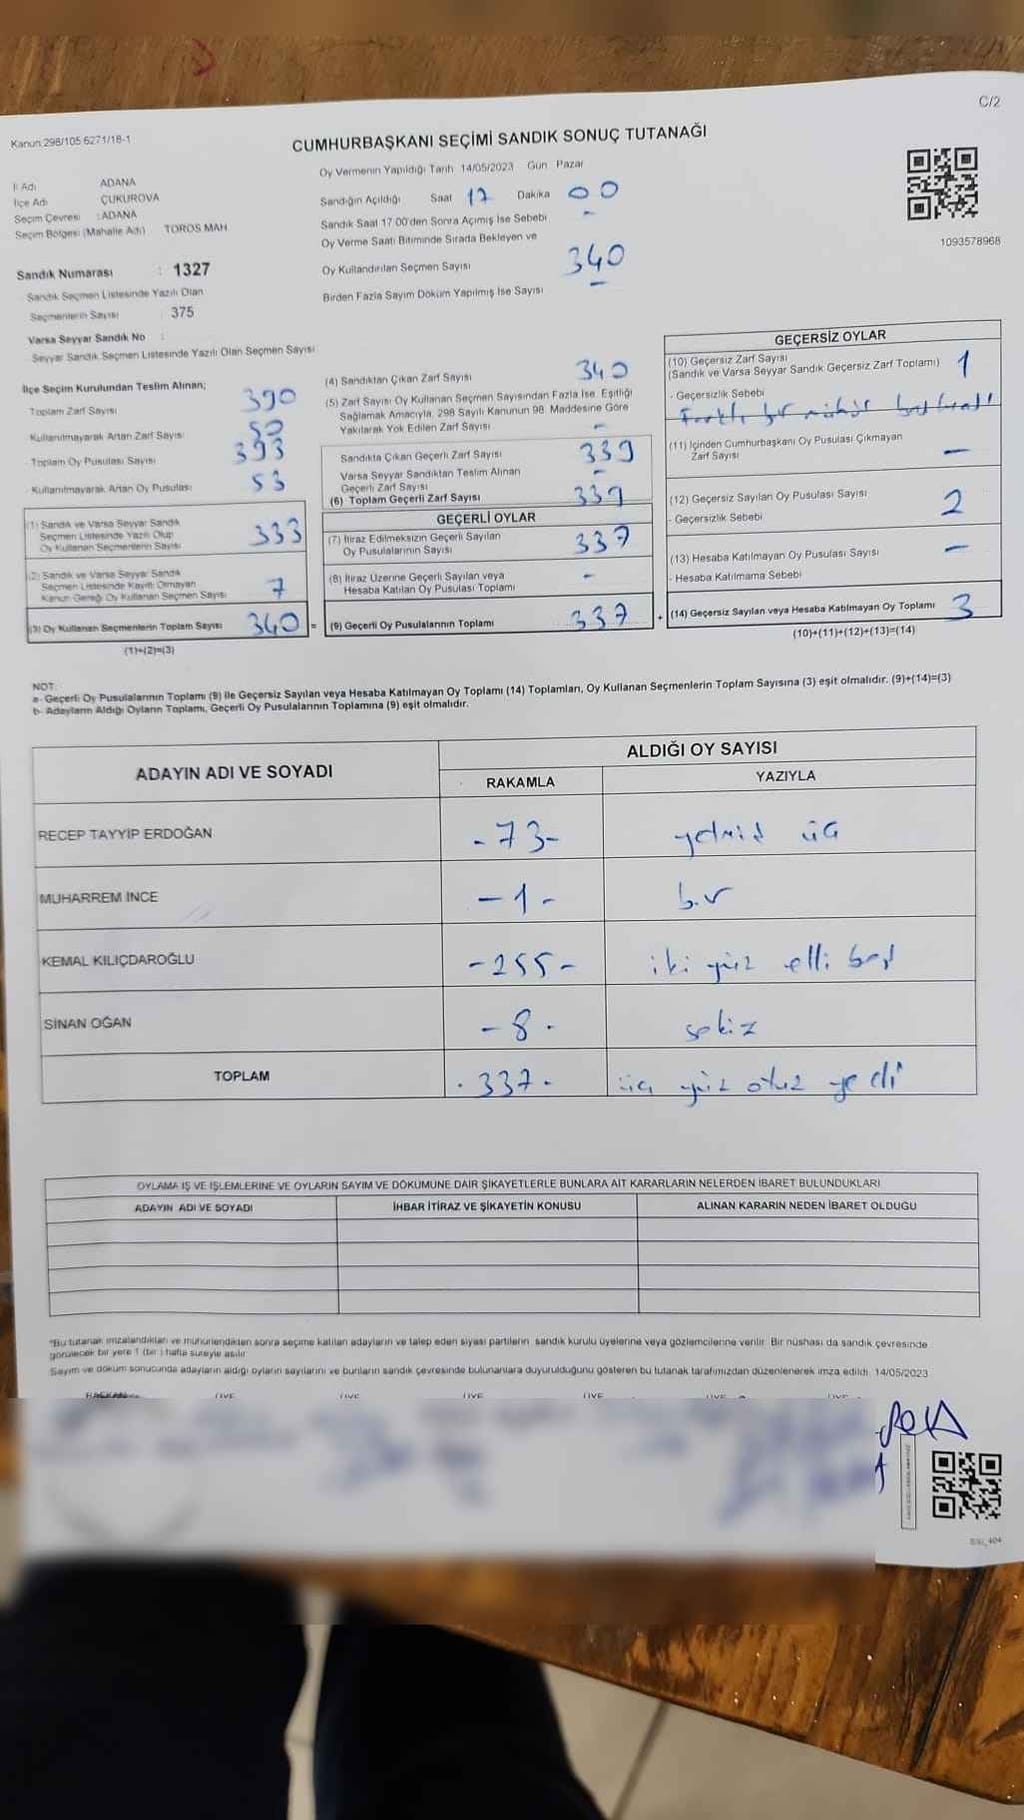 C/2
Kanun 298/105 6271/18-1
CUMHURBAŞKANI SEÇİMİ SANDIK SONUÇ TUTANAĞI
Oy Vermenin Yapıldığı Tarih 14/05/2023 Gün Pazar
İl Adı ADANA
İlçe Adı ÇUKUROVA
Seçim Çevresi : ADANA
Seçim Bölgesi (Mahalle Adı) TOROS MAH
Sandığın Açıldığı Saat 17 Dakika 00
Sandık Saat 17 00'den Sonra Açımış İse Sebebi -
Oy Verme Saati Bitiminde Sırada Bekleyen ve
Oy Kullandırılan Seçmen Sayısı 340
Birden Fazla Sayım Döküm Yapılmış İse Sayısı -
1093578968
Sandık Numarası : 1327
Sandık Seçmen Listesinde Yazılı Olan
Seçmenlerin Sayısı : 375
Varsa Seyyar Sandık No :
Seyyar Sandık Seçmen Listesinde Yazılı Olan Seçmen Sayısı
İlçe Seçim Kurulundan Teslim Alınan;
Toplam Zarf Sayısı 390
Kullanılmayarak Artan Zarf Sayısı 50
- Toplam Oy Pusulası Sayısı 393
- Kullanılmayarak Artan Oy Pusulası 53
(1) Sandık ve Varsa Seyyar Sandık
Seçmen Listesinde Yazılı Olup
Oy Kullanan Seçmenlerin Sayısı 333
(2) Sandık ve Varsa Seyyar Sandık
Seçmen Listesinde Kayıtlı Olmayan
Kanun Gereği Oy Kullanan Seçmen Sayısı 7
(3) Oy Kullanan Seçmenlerin Toplam Sayısı 340 =
(1)+(2)=(3)
(4) Sandıktan Çıkan Zarf Sayısı 340
(5) Zarf Sayısı Oy Kullanan Seçmen Sayısından Fazla İse, Eşitliği
Sağlamak Amacıyla, 298 Sayılı Kanunun 98. Maddesine Göre
Yakılarak Yok Edilen Zarf Sayısı -
Sandıkta Çıkan Geçerli Zarf Sayısı 339
Varsa Seyyar Sandıktan Teslim Alınan
Geçerli Zarf Sayısı -
(6) Toplam Geçerli Zarf Sayısı 339
GEÇERLİ OYLAR
(7) İtiraz Edilmeksizin Geçerli Sayılan
Oy Pusulalarının Sayısı 337
(8) İtiraz Üzerine Geçerli Sayılan veya
Hesaba Katılan Oy Pusulası Toplamı -
(9) Geçerli Oy Pusulalarının Toplamı 337 +
GEÇERSİZ OYLAR
(10) Geçersiz Zarf Sayısı
(Sandık ve Varsa Seyyar Sandık Geçersiz Zarf Toplamı) 1
- Geçersizlik Sebebi
Farklı bir mühür
(11) İçinden Cumhurbaşkanı Oy Pusulası Çıkmayan
Zarf Sayısı -
(12) Geçersiz Sayılan Oy Pusulası Sayısı 2
- Geçersizlik Sebebi
(13) Hesaba Katılmayan Oy Pusulası Sayısı -
- Hesaba Katılmama Sebebi
(14) Geçersiz Sayılan veya Hesaba Katılmayan Oy Toplamı 3
(10)+(11)+(12)+(13)=(14)
NOT:
a- Geçerli Oy Pusulalarının Toplamı (9) ile Geçersiz Sayılan veya Hesaba Katılmayan Oy Toplamı (14) Toplamları, Oy Kullanan Seçmenlerin Toplam Sayısına (3) eşit olmalıdır. (9)+(14)=(3)
b- Adayların Aldığı Oyların Toplamı, Geçerli Oy Pusulalarının Toplamına (9) eşit olmalıdır.
ADAYIN ADI VE SOYADI
ALDIĞI OY SAYISI
RAKAMLA YAZIYLA
RECEP TAYYİP ERDOĞAN -73- yetmiş üç
MUHARREM İNCE -1- bir
KEMAL KILIÇDAROĞLU -255- iki yüz elli beş
SİNAN OĞAN -8- sekiz
TOPLAM -337- üç yüz otuz yedi
OYLAMA İŞ VE İŞLEMLERİNE VE OYLARIN SAYIM VE DÖKÜMÜNE DAİR ŞİKAYETLERLE BUNLARA AİT KARARLARIN NELERDEN İBARET BULUNDUKLARI
ADAYIN ADI VE SOYADI İHBAR İTİRAZ VE ŞİKAYETİN KONUSU ALINAN KARARIN NEDEN İBARET OLDUĞU
*Bu tutanak imzalandıktan ve mühürlendikten sonra seçime katılan adayların ve talep eden siyasi partilerin sandık kurulu üyelerine veya gözlemcilerine verilir. Bir nüshası da sandık çevresinde
görülecek bir yere 1 (bir ) hafta süreyle asılır
Sayım ve döküm sonucunda adayların aldığı oyların sayılarını ve bunların sandık çevresinde bulunanlara duyurulduğunu gösteren bu tutanak tarafımızdan düzenlenerek imza edildi 14/05/2023
BAŞKAN ÜYE ÜYE ÜYE ÜYE ÜYE ÜYE